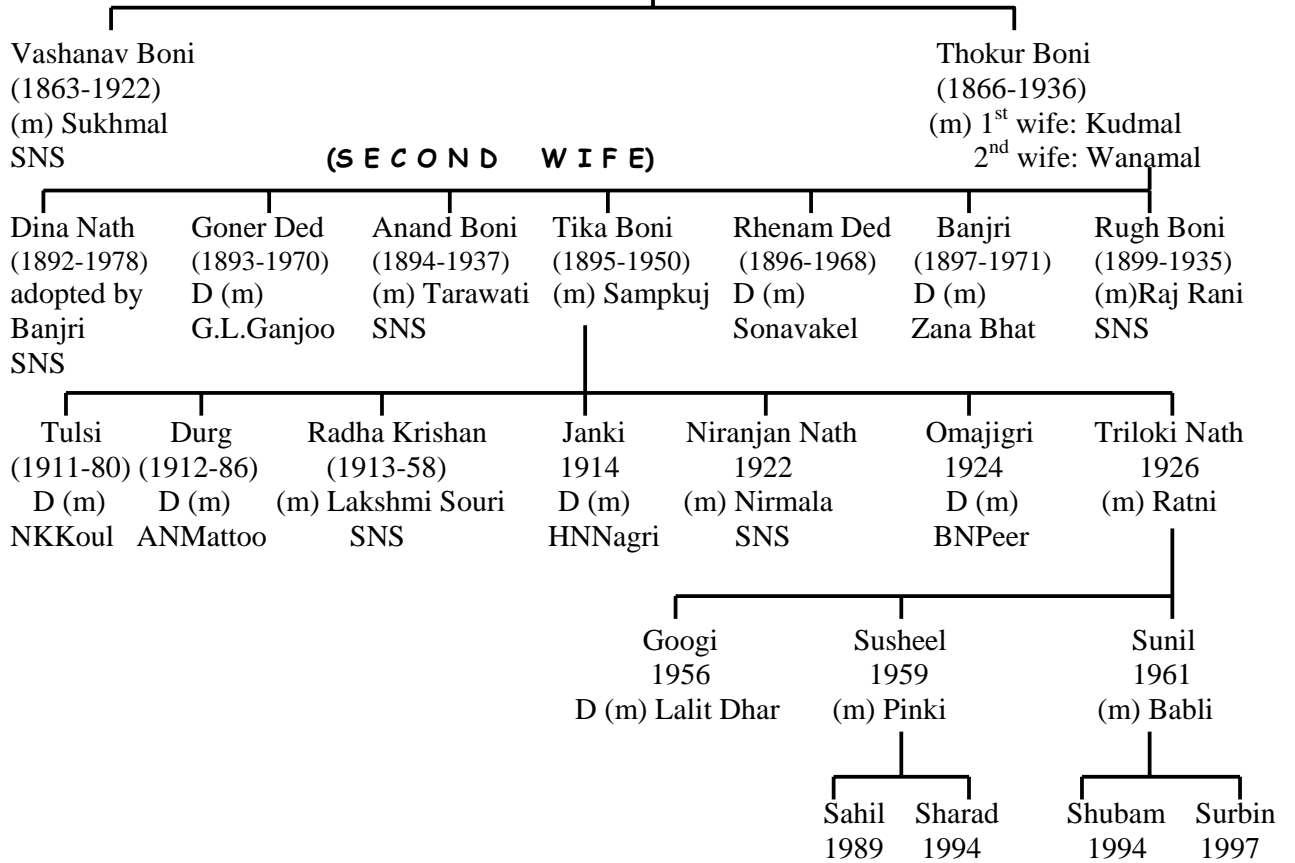 Vashanav Boni
(1863-1922)
(m) Sukhmal
SNS
Thokur Boni
(1866-1936)
(m) 1st wife: Kudmal
2nd wife: Wanamal
(S E C O N D W I F E)
Dina Nath
(1892-1978)
adopted by
Banjri
SNS
Goner Ded
(1893-1970)
D (m)
G.L.Ganjoo
Anand Boni
(1894-1937)
(m) Tarawati
SNS
Tika Boni
(1895-1950)
(m) Sampkuj
Rhenam Ded
(1896-1968)
D (m)
Sonavakel
Banjri
(1897-1971)
D (m)
Zana Bhat
Rugh Boni
(1899-1935)
(m)Raj Rani
SNS
Tulsi
(1911-80)
D (m)
NKKoul
Durg
(1912-86)
D (m)
ANMattoo
Radha Krishan
(1913-58)
(m) Lakshmi Souri
SNS
Janki
1914
D (m)
HNNagri
Niranjan Nath
1922
(m) Nirmala
SNS
Omajigri
1924
D (m)
BNPeer
Triloki Nath
1926
(m) Ratni
Googi
1956
D (m) Lalit Dhar
Susheel
1959
(m) Pinki
Sunil
1961
(m) Babli
Sahil
1989
Sharad
1994
Shubam
1994
Surbin
1997